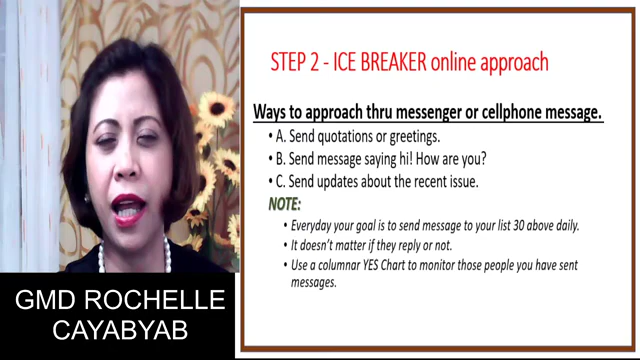 STEP 2 - ICE BREAKER online approach
Ways to approach thru messenger or cellphone message.
• A. Send quotations or greetings.
• B. Send message saying hi! How are you?
• C. Send updates about the recent issue.
NOTE:
• Everyday your goal is to send message to your list 30 above daily.
• It doesn't matter if they reply or not.
• Use a columnar YES Chart to monitor those people you have sent
messages.
GMD ROCHELLE
CAYABYAB